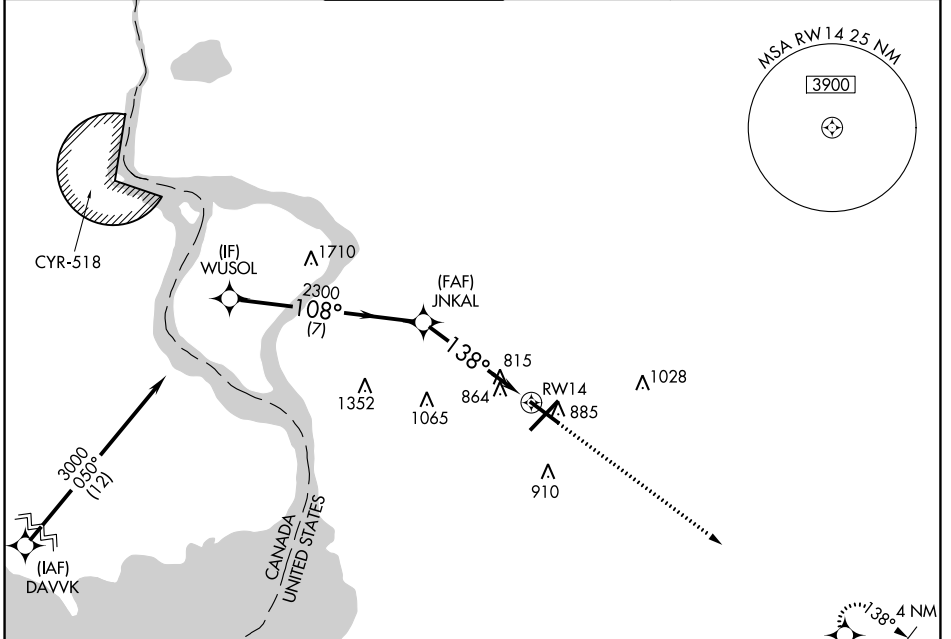 MSA RW14 25 NM
3900
CYR-518
(IF)
WUSOL
1710
2300
108°
(7)
(FAF)
JNKAL
138°
815
864
RW14
885
1028
1352
1065
910
3000
050°
(12)
(IAF)
DAVVK
CANADA
UNITED STATES
138°
4 NM